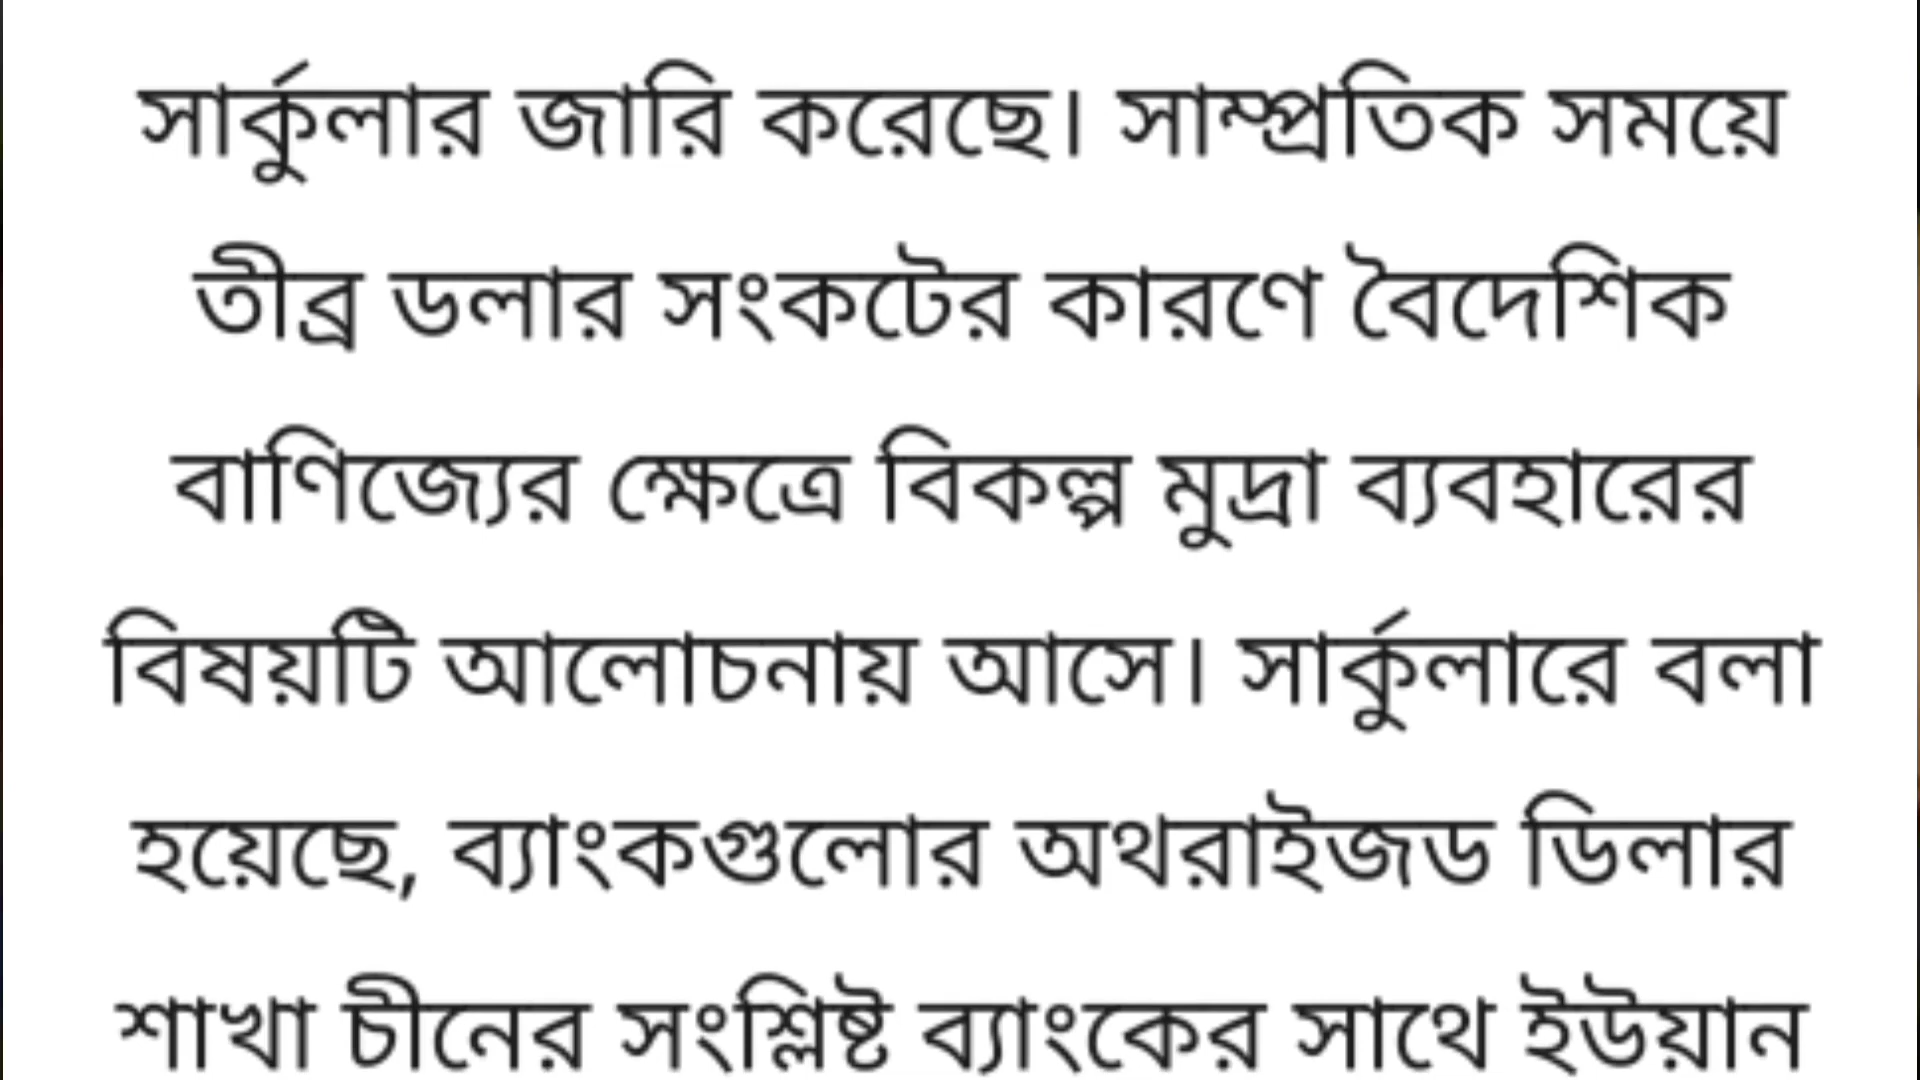 সার্কুলার জারি করেছে। সাম্প্রতিক সময়ে
তীব্র ডলার সংকটের কারণে বৈদেশিক
বাণিজ্যের ক্ষেত্রে বিকল্প মুদ্রা ব্যবহারের
বিষয়টি আলোচনায় আসে। সার্কুলারে বলা
হয়েছে, ব্যাংকগুলোর অথরাইজড ডিলার
শাখা চীনের সংশ্লিষ্ট ব্যাংকের সাথে ইউয়ান